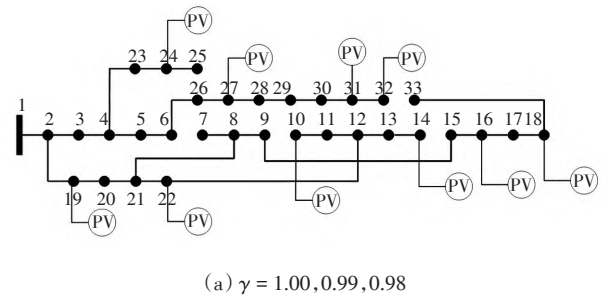 PV PV PV PV
23 24 25
1 26 27 28 29 30 31 32 33
2 3 4 5 6 7 8 9 10 11 12 13 14 15 16 17 18
19 20 21 22
PV PV PV PV PV PV
(a) γ = 1.00,0.99,0.98